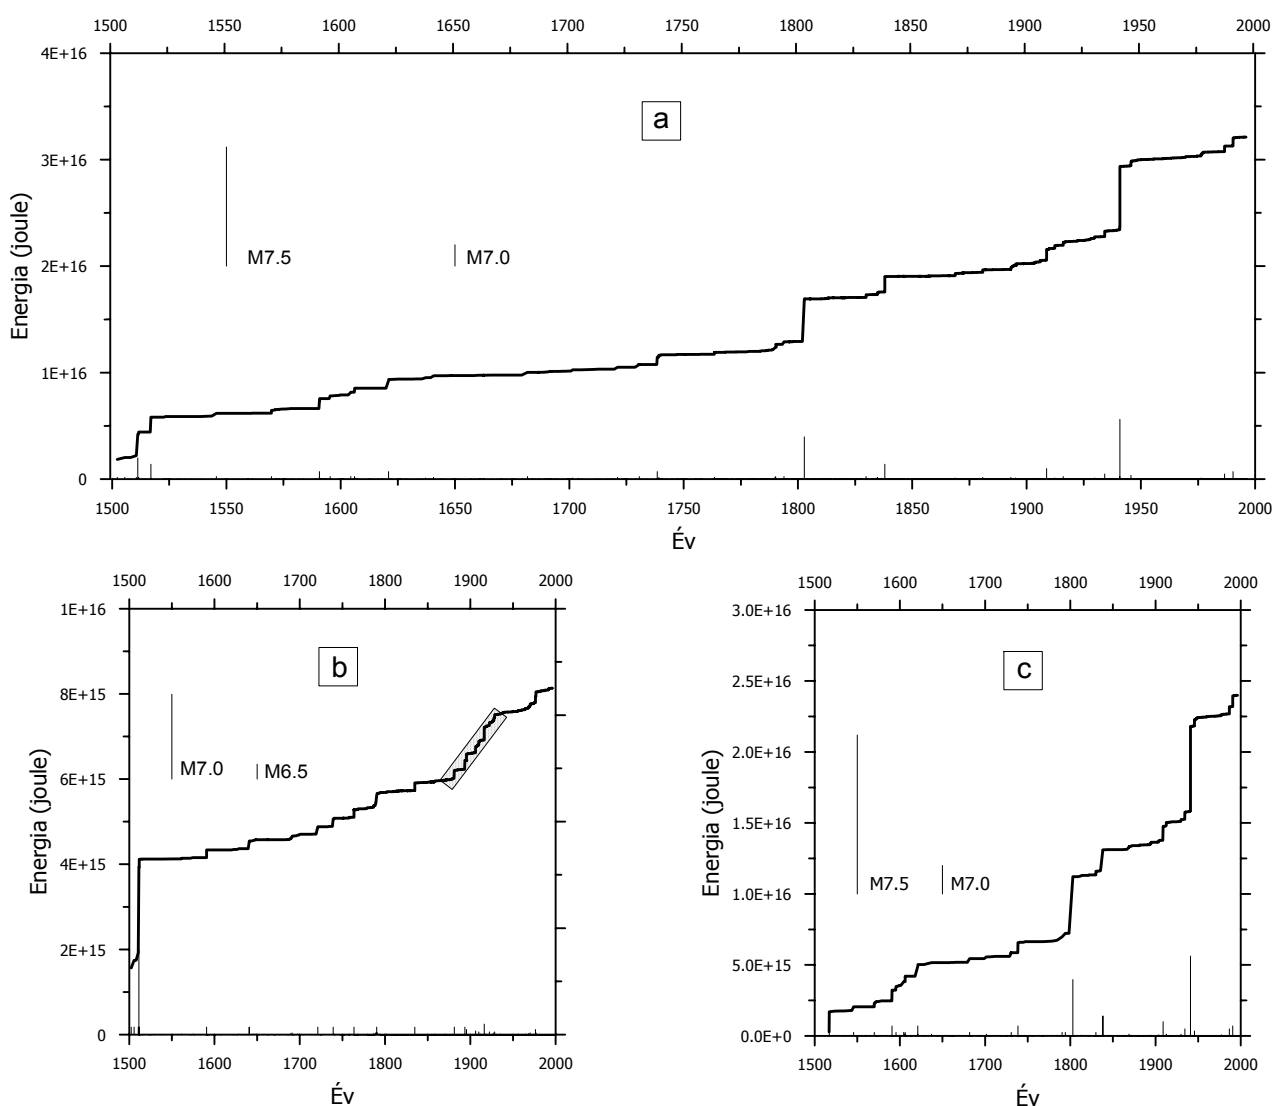 1500 1550 1600 1650 1700 1750 1800 1850 1900 1950 2000
4E+16
a
3E+16
M7.5 M7.0
2E+16
1E+16
0
Energia (joule)
1500 1550 1600 1650 1700 1750 1800 1850 1900 1950 2000
Év
1500 1600 1700 1800 1900 2000
1E+16
b
8E+15
M7.0 M6.5
6E+15
4E+15
2E+15
0
Energia (joule)
1500 1600 1700 1800 1900 2000
Év
1500 1600 1700 1800 1900 2000
3.0E+16
c
2.5E+16
2.0E+16
1.5E+16
M7.5 M7.0
1.0E+16
5.0E+15
0.0E+0
Energia (joule)
1500 1600 1700 1800 1900 2000
Év